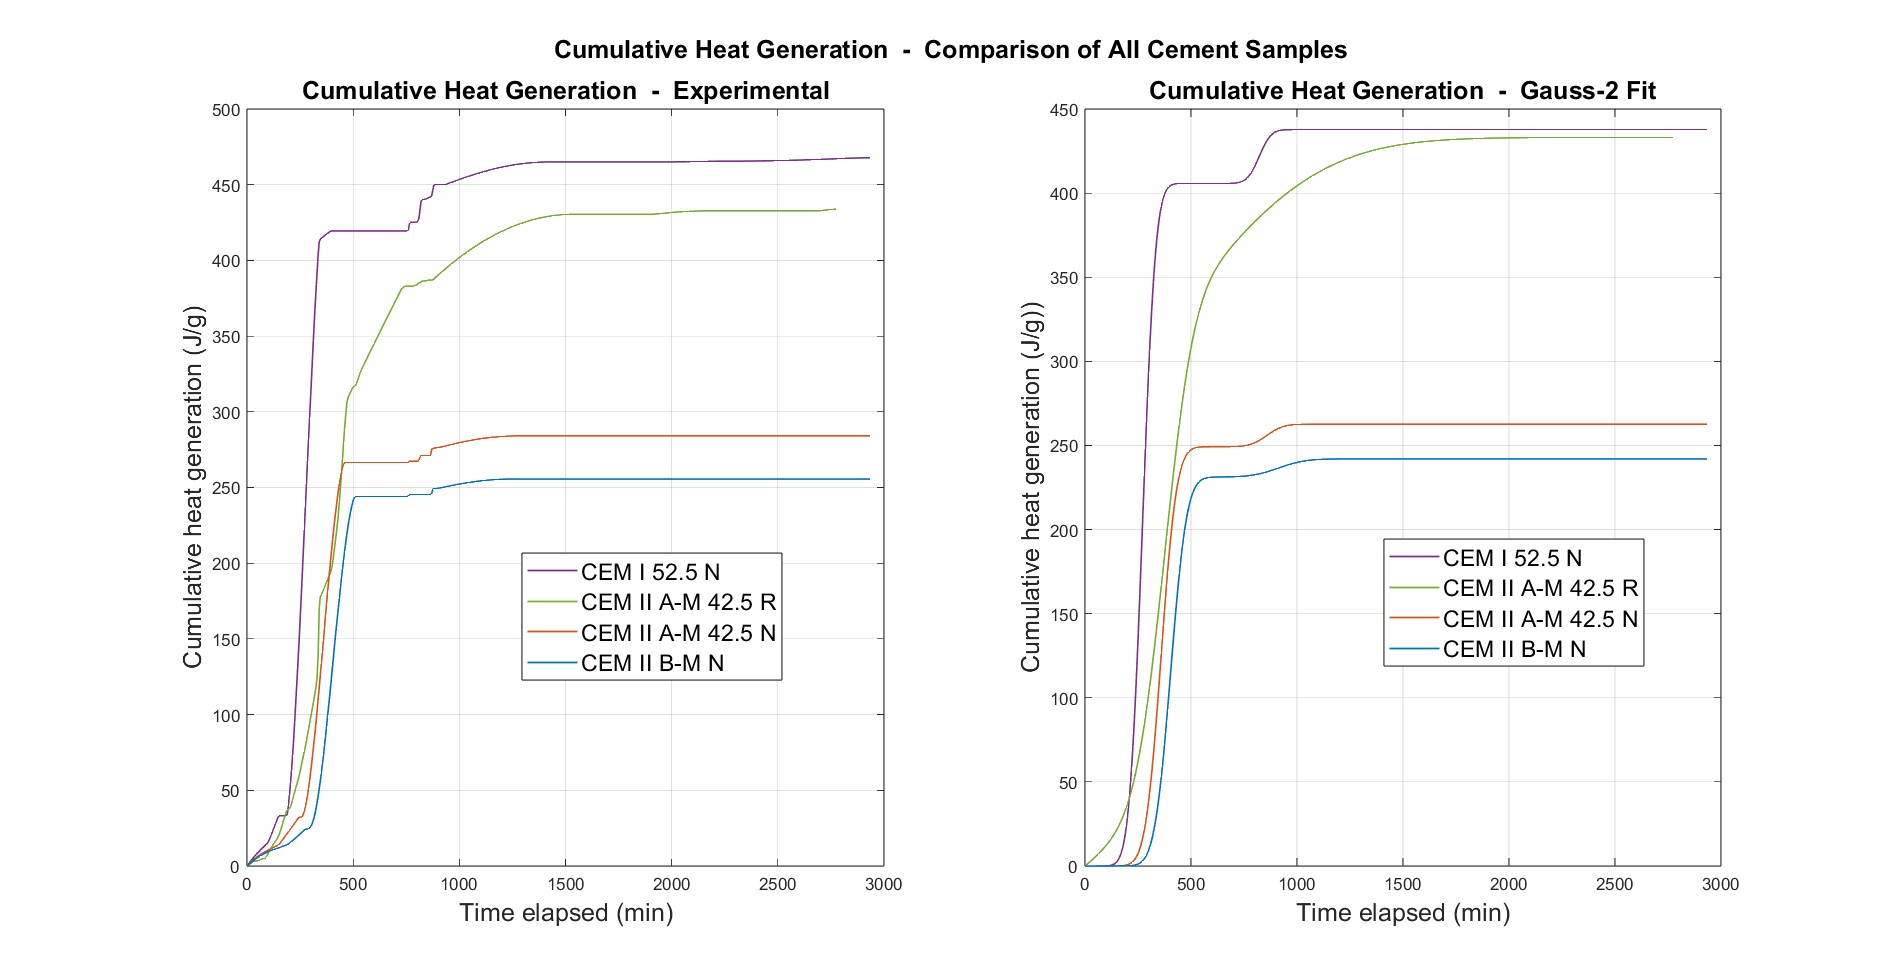 Cumulative Heat Generation - Comparison of All Cement Samples
Cumulative Heat Generation - Experimental
500
450
400
350
300
250
200
150
100
50
0
Cumulative heat generation (J/g)
CEM I 52.5 N
CEM II A-M 42.5 R
CEM II A-M 42.5 N
CEM II B-M N
0 500 1000 1500 2000 2500 3000
Time elapsed (min)
Cumulative Heat Generation - Gauss-2 Fit
450
400
350
300
250
200
150
100
50
0
Cumulative heat generation (J/g))
CEM I 52.5 N
CEM II A-M 42.5 R
CEM II A-M 42.5 N
CEM II B-M N
0 500 1000 1500 2000 2500 3000
Time elapsed (min)